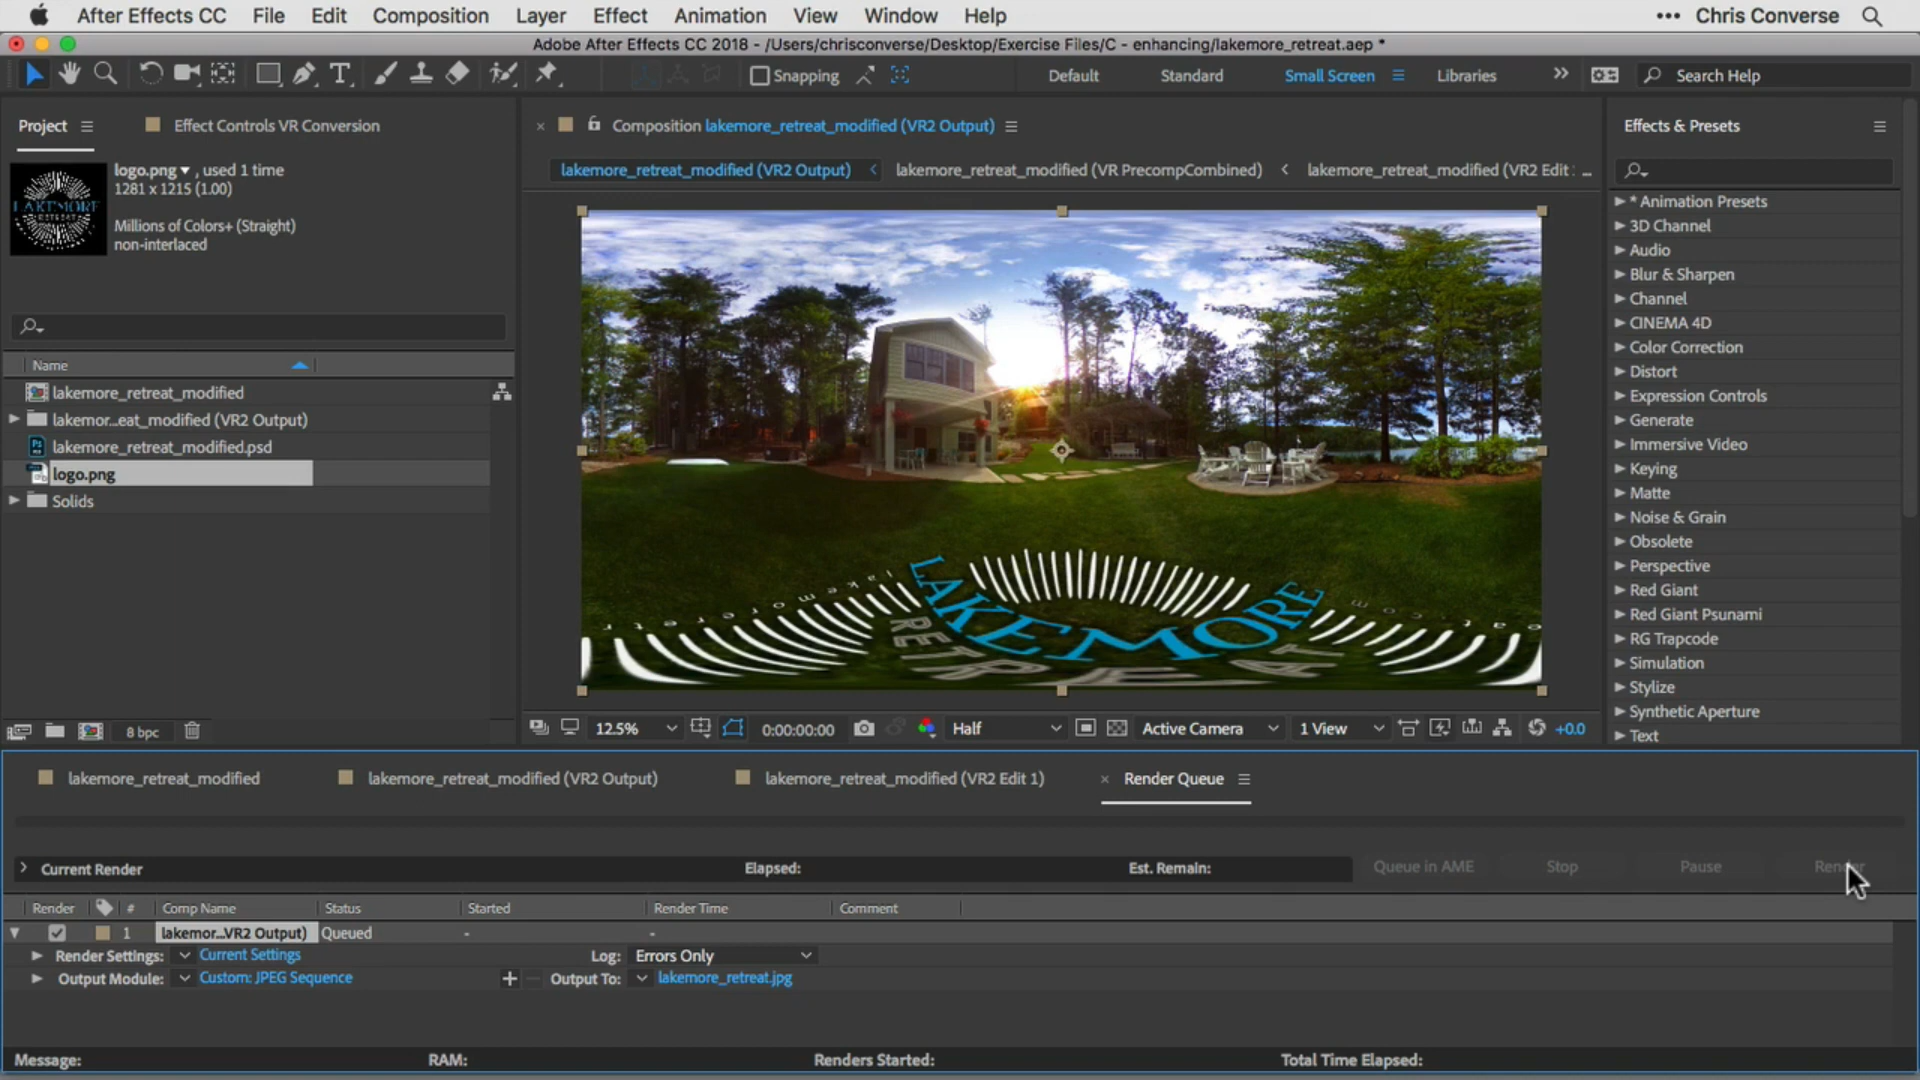 After Effects CC File Edit Composition Layer Effect Animation View Window Help ••• Chris Converse
Adobe After Effects CC 2018 - /Users/chrisconverse/Desktop/Exercise Files/C - enhancing/lakemore_retreat.aep *
Snapping Default Standard Small Screen Libraries Search Help
Project Effect Controls VR Conversion
logo.png , used 1 time
1281 x 1215 (1.00)
Millions of Colors+ (Straight)
non-interlaced
LAKEMORE
RETREAT
Name
lakemore_retreat_modified
lakemor...eat_modified (VR2 Output)
lakemore_retreat_modified.psd
logo.png
Solids
8 bpc
Composition lakemore_retreat_modified (VR2 Output)
lakemore_retreat_modified (VR2 Output) lakemore_retreat_modified (VR PrecompCombined) lakemore_retreat_modified (VR2 Edit ...
LAKEMORE
RETREAT
12.5% 0:00:00:00 Half Active Camera 1 View +0.0
Effects & Presets
* Animation Presets
3D Channel
Audio
Blur & Sharpen
Channel
CINEMA 4D
Color Correction
Distort
Expression Controls
Generate
Immersive Video
Keying
Matte
Noise & Grain
Obsolete
Perspective
Red Giant
Red Giant Psunami
RG Trapcode
Simulation
Stylize
Synthetic Aperture
Text
lakemore_retreat_modified lakemore_retreat_modified (VR2 Output) lakemore_retreat_modified (VR2 Edit 1) Render Queue
Current Render Elapsed: Est. Remain: Queue in AME Stop Pause Render
Render # Comp Name Status Started Render Time Comment
1 lakemor...VR2 Output) Queued - -
Render Settings: Current Settings Log: Errors Only
Output Module: Custom: JPEG Sequence Output To: lakemore_retreat.jpg
Message: RAM: Renders Started: Total Time Elapsed: